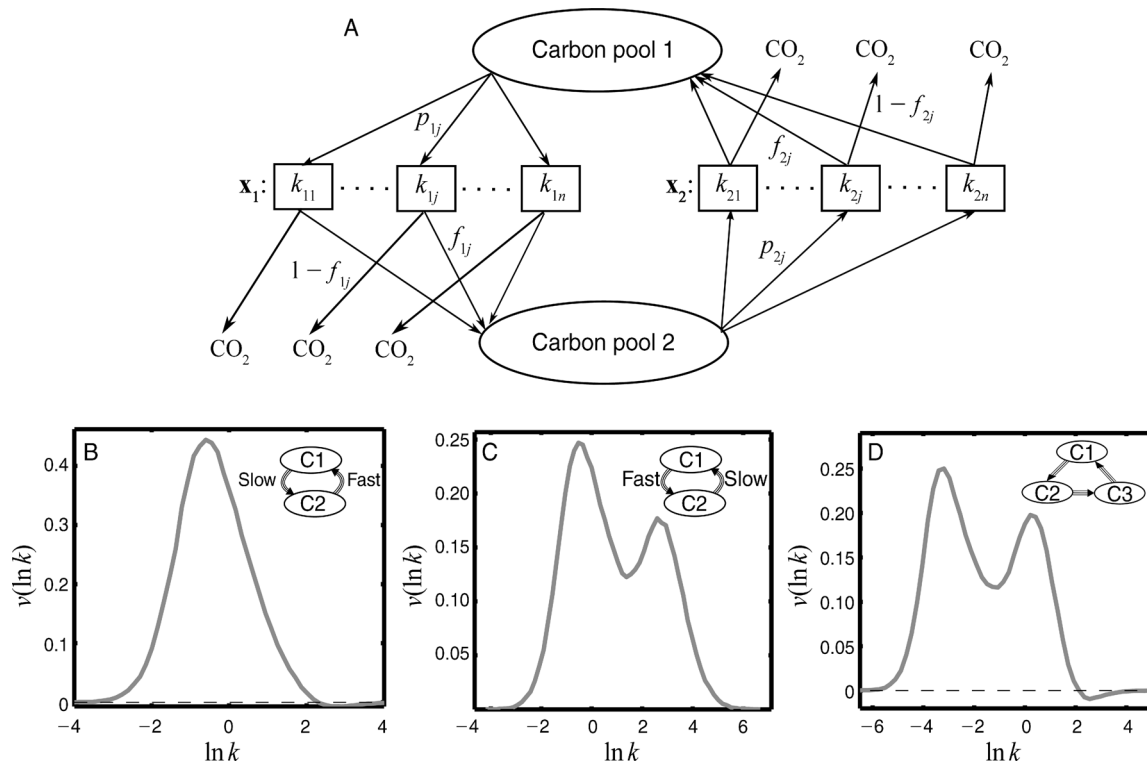 A
Carbon pool 1
CO₂ CO₂ CO₂
p₁ⱼ
1 − f₂ⱼ
f₂ⱼ
x₁: k₁₁ ····· k₁ⱼ ····· k₁ₙ
x₂: k₂₁ ····· k₂ⱼ ····· k₂ₙ
f₁ⱼ
1 − f₁ⱼ
p₂ⱼ
CO₂ CO₂ CO₂
Carbon pool 2
B
C1
Slow Fast
C2
0.4
0.3
0.2
0.1
0
v(ln k)
−4 −2 0 2 4
ln k
C
C1
Fast Slow
C2
0.25
0.20
0.15
0.10
0.05
v(ln k)
−4 −2 0 2 4 6
ln k
D
C1
C2 C3
0.25
0.20
0.15
0.10
0.05
0
v(ln k)
−6 −4 −2 0 2 4
ln k